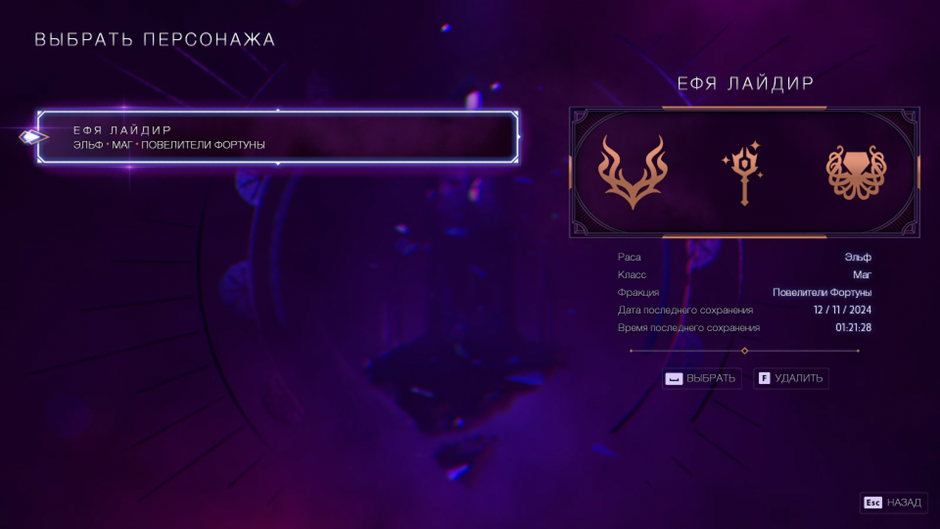 ВЫБРАТЬ ПЕРСОНАЖА
ЕФЯ ЛАЙДИР
ЭЛЬФ • МАГ • ПОВЕЛИТЕЛИ ФОРТУНЫ
ЕФЯ ЛАЙДИР
Раса Эльф
Класс Маг
Фракция Повелители Фортуны
Дата последнего сохранения 12 / 11 / 2024
Время последнего сохранения 01:21:28
ВЫБРАТЬ F УДАЛИТЬ
Esc НАЗАД